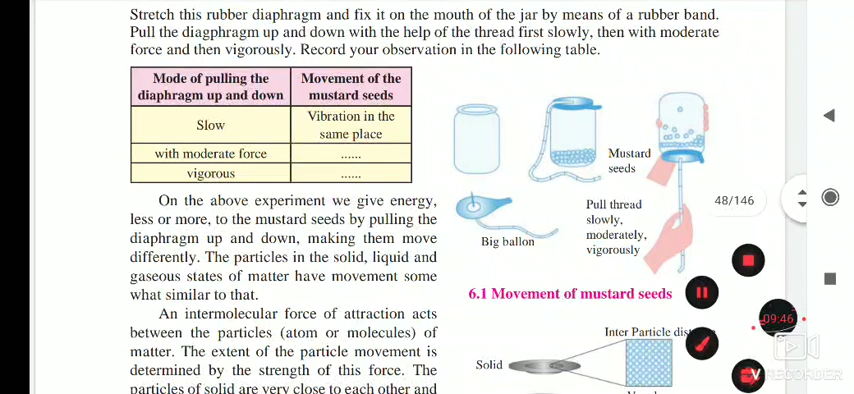 Stretch this rubber diaphragm and fix it on the mouth of the jar by means of a rubber band.
Pull the diagphragm up and down with the help of the thread first slowly, then with moderate
force and then vigorously. Record your observation in the following table.
Mode of pulling the
diaphragm up and down
Movement of the
mustard seeds
Slow
Vibration in the
same place
with moderate force
......
vigorous
......
Mustard
seeds
Big ballon
Pull thread
slowly,
moderately,
vigorously
6.1 Movement of mustard seeds
On the above experiment we give energy,
less or more, to the mustard seeds by pulling the
diaphragm up and down, making them move
differently. The particles in the solid, liquid and
gaseous states of matter have movement some
what similar to that.
An intermolecular force of attraction acts
between the particles (atom or molecules) of
matter. The extent of the particle movement is
determined by the strength of this force. The
particles of solid are very close to each other and
Inter Particle
Solid
48/146
09:46
RECORDER